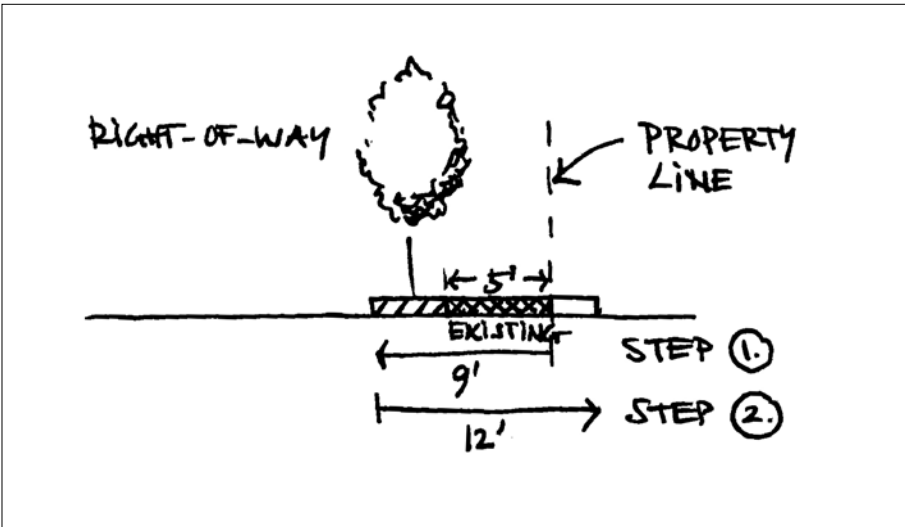 RIGHT-OF-WAY
PROPERTY
LINE
5'
EXISTING
STEP 1.
9'
STEP 2.
12'